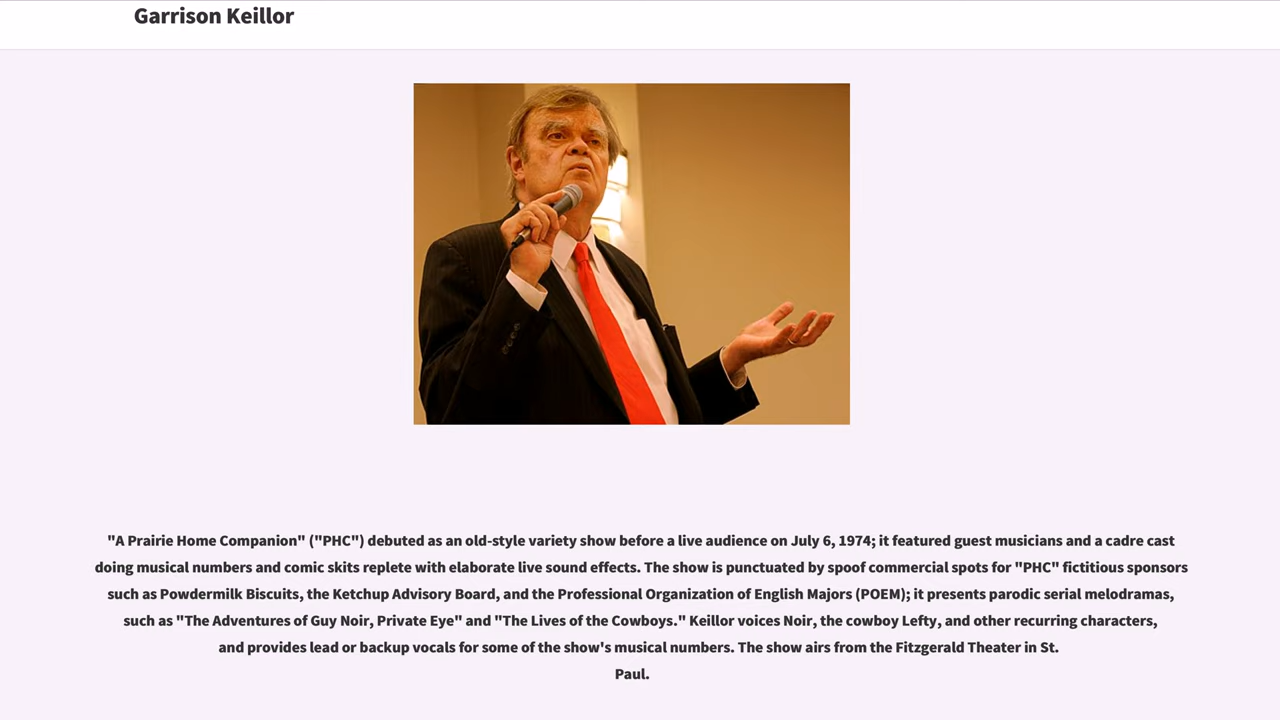 Garrison Keillor
"A Prairie Home Companion" ("PHC") debuted as an old-style variety show before a live audience on July 6, 1974; it featured guest musicians and a cadre cast
doing musical numbers and comic skits replete with elaborate live sound effects. The show is punctuated by spoof commercial spots for "PHC" fictitious sponsors
such as Powdermilk Biscuits, the Ketchup Advisory Board, and the Professional Organization of English Majors (POEM); it presents parodic serial melodramas,
such as "The Adventures of Guy Noir, Private Eye" and "The Lives of the Cowboys." Keillor voices Noir, the cowboy Lefty, and other recurring characters,
and provides lead or backup vocals for some of the show's musical numbers. The show airs from the Fitzgerald Theater in St.
Paul.